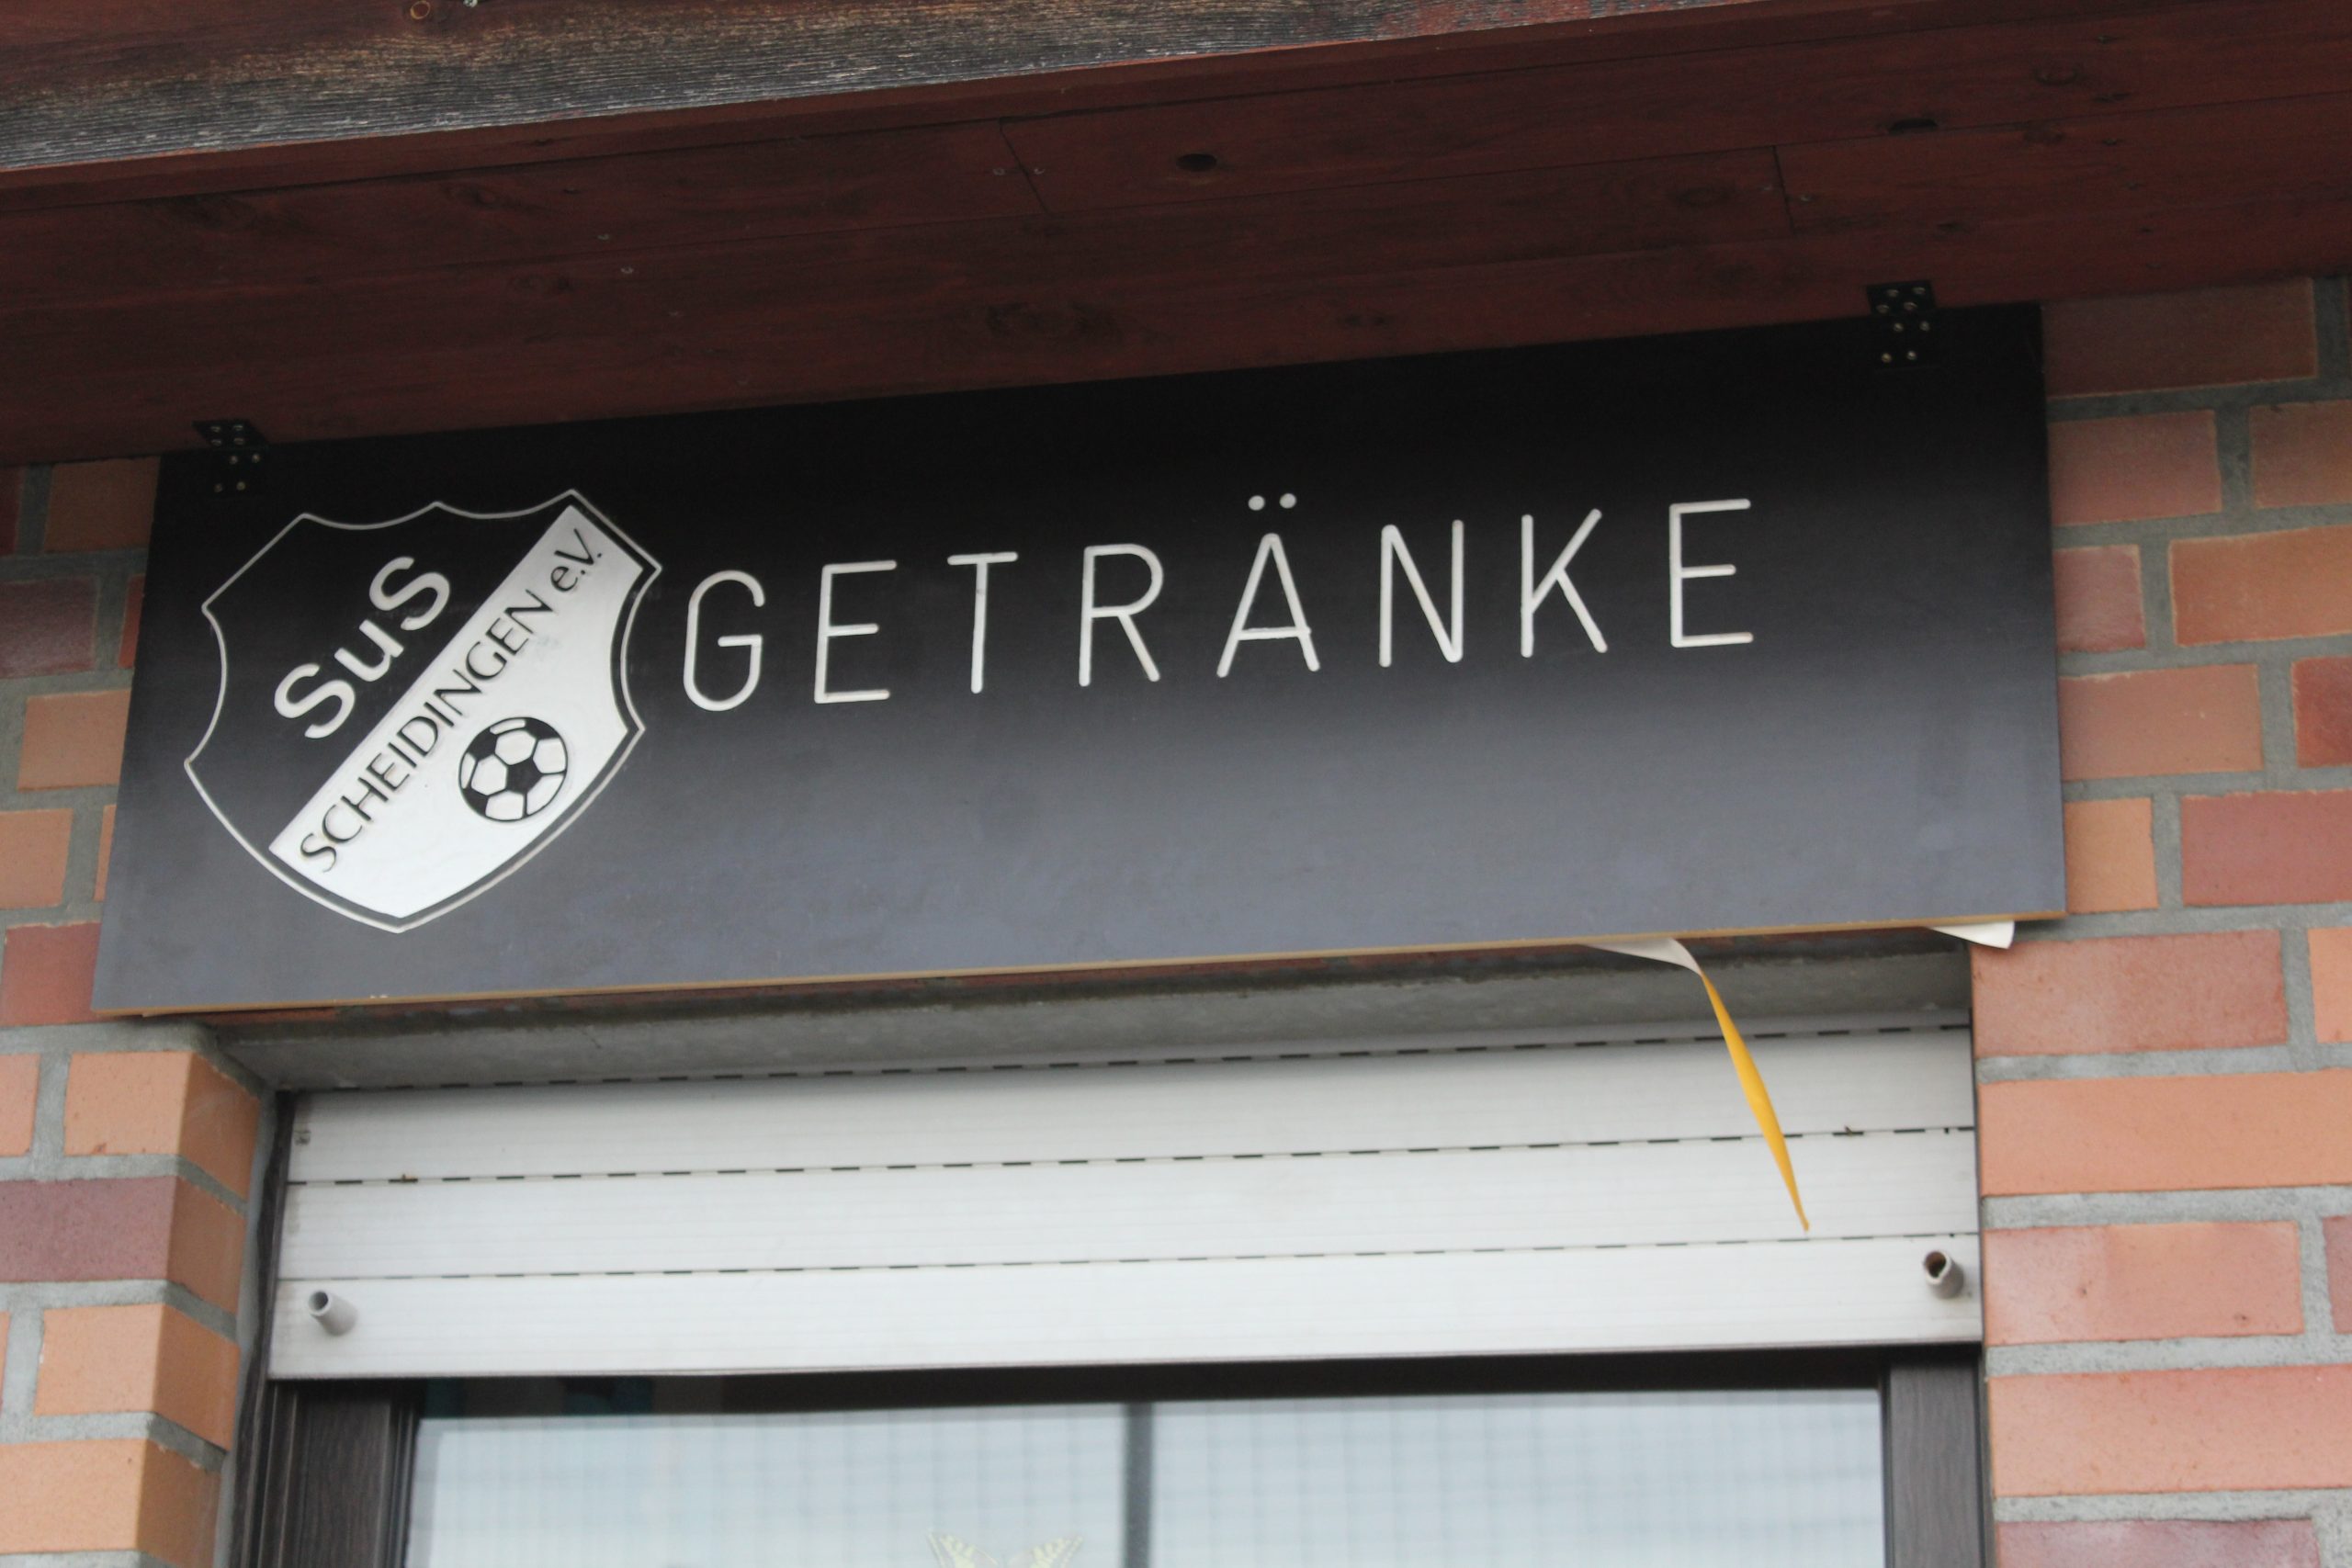 SuS
SCHEIDINGEN e.V.
GETRÄNKE